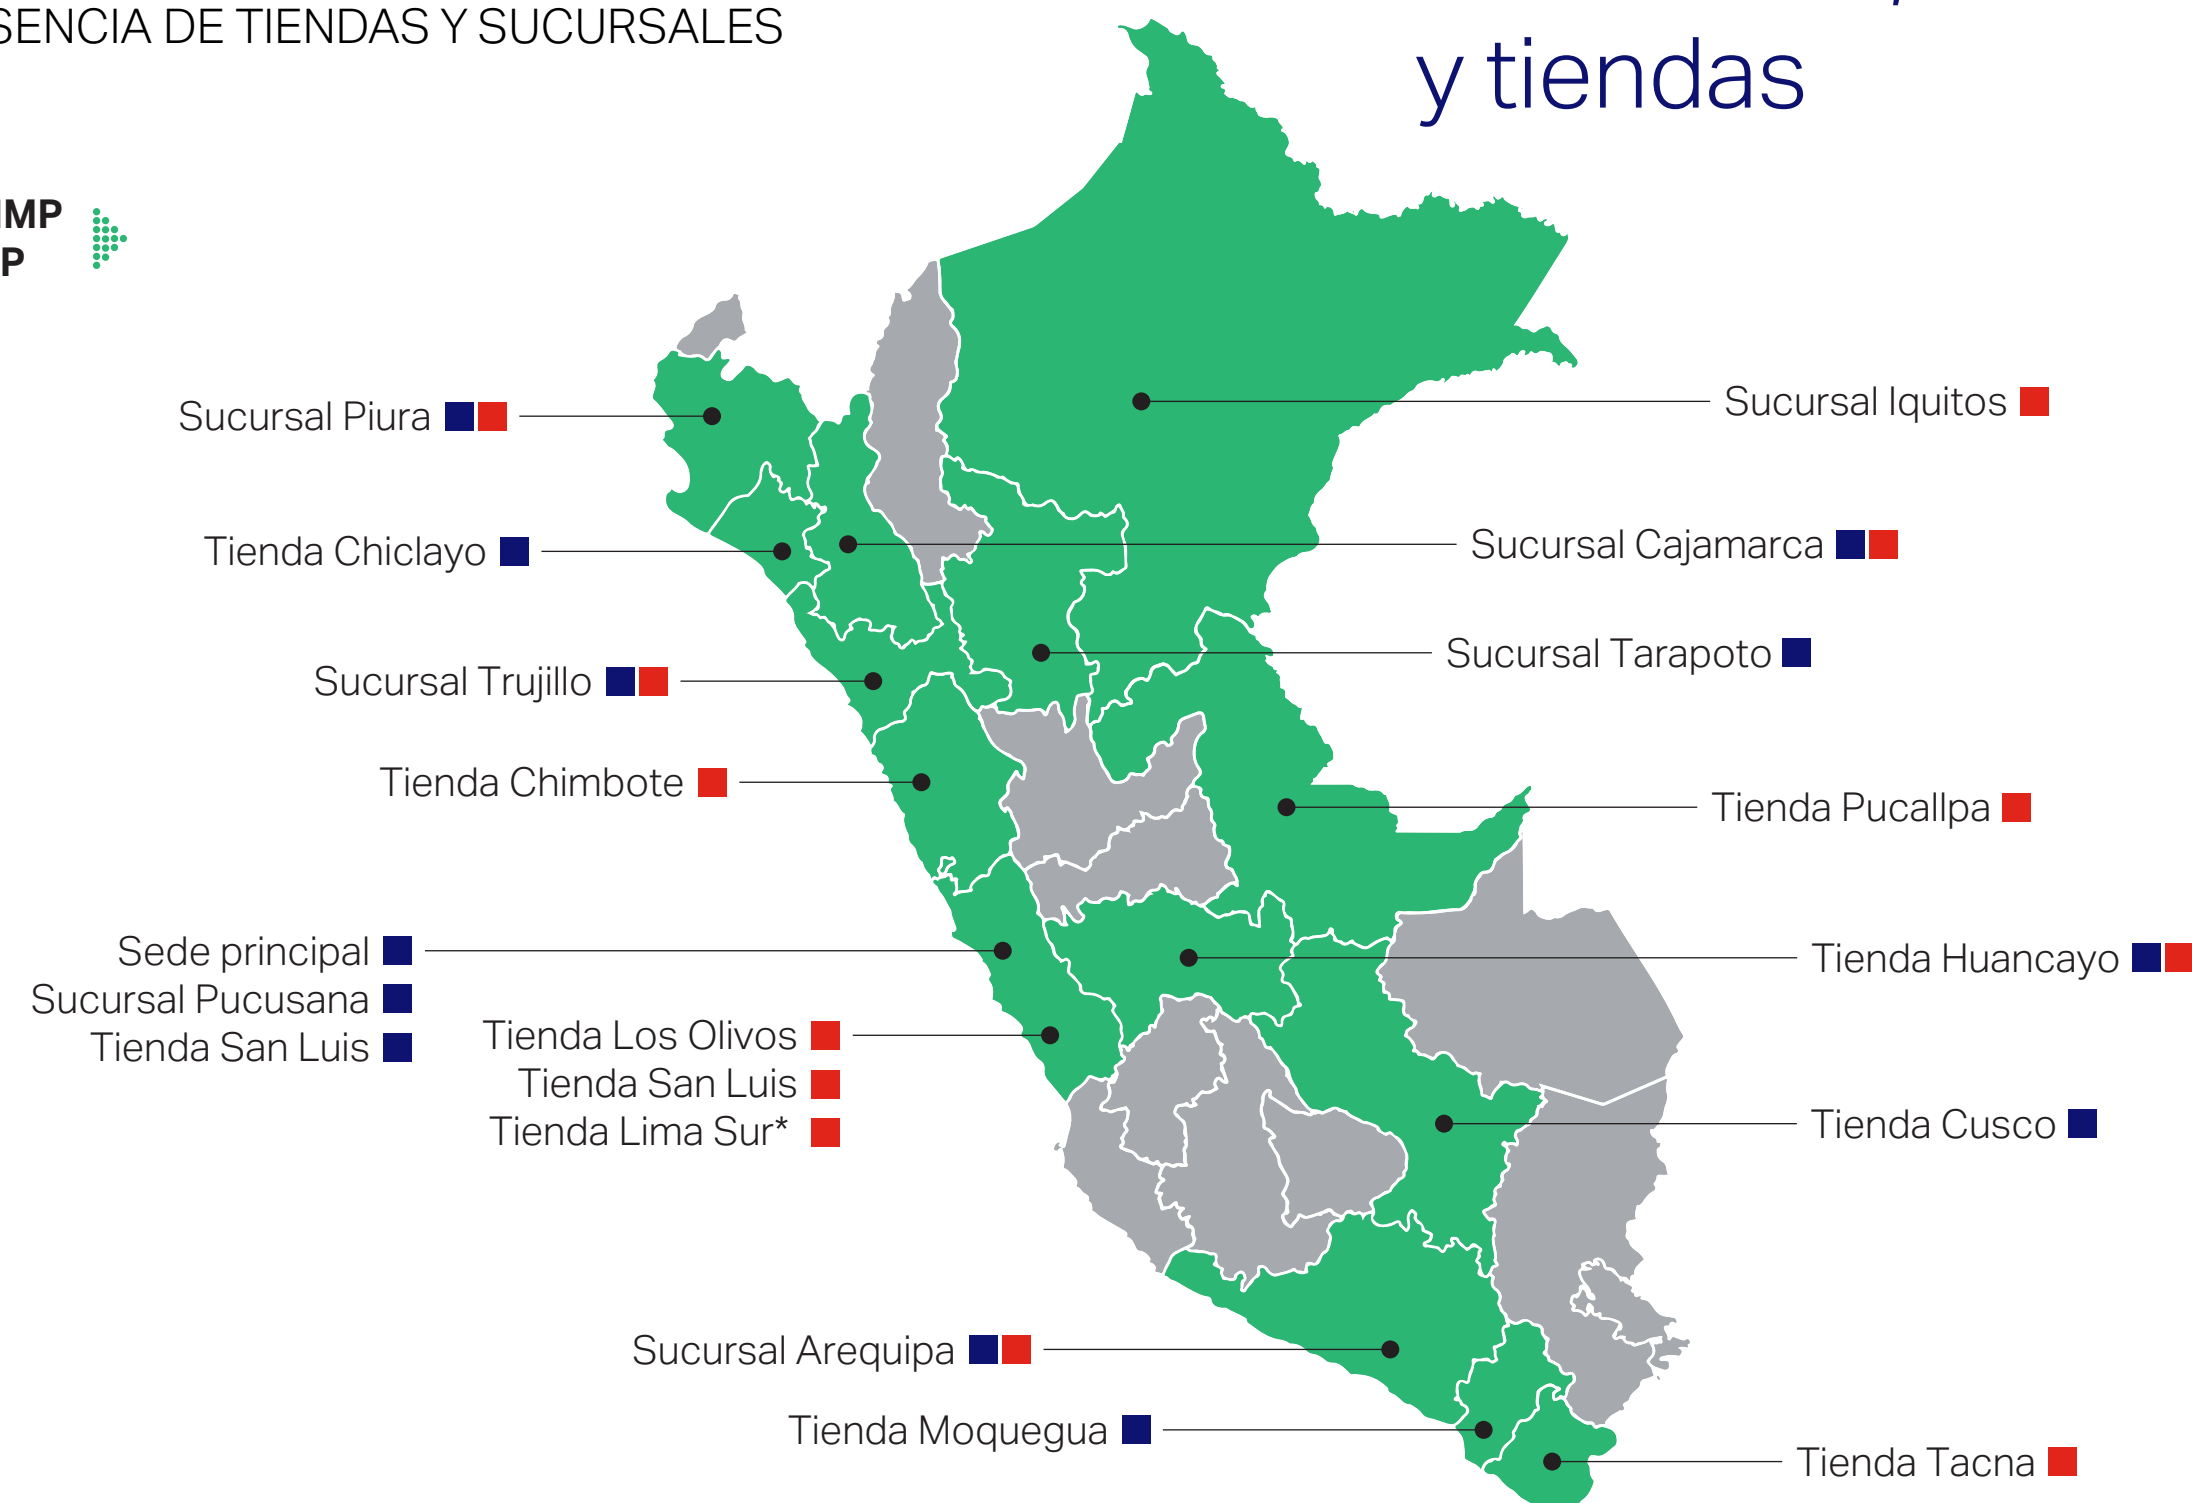 DE TIENDAS Y SUCURSALES
y tiendas
Sucursal Piura
Sucursal Iquitos
Tienda Chiclayo
Sucursal Cajamarca
Sucursal Tarapoto
Sucursal Trujillo
Tienda Chimbote
Tienda Pucallpa
Sede principal
Sucursal Pucusana
Tienda San Luis
Tienda Huancayo
Tienda Los Olivos
Tienda San Luis
Tienda Lima Sur*
Tienda Cusco
Sucursal Arequipa
Tienda Moquegua
Tienda Tacna